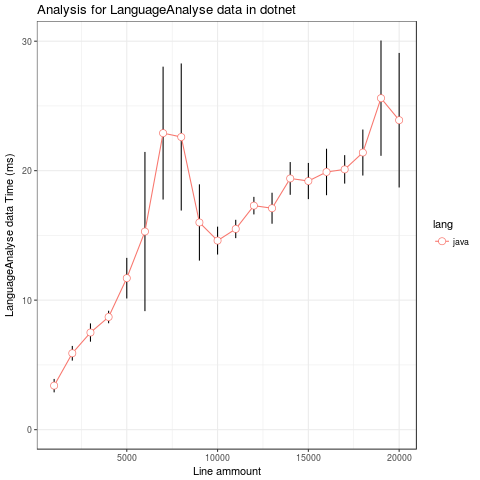 Analysis for LanguageAnalyse data in dotnet
LanguageAnalyse data Time (ms)
30
20
10
0
5000
10000
15000
20000
Line ammount
lang
java